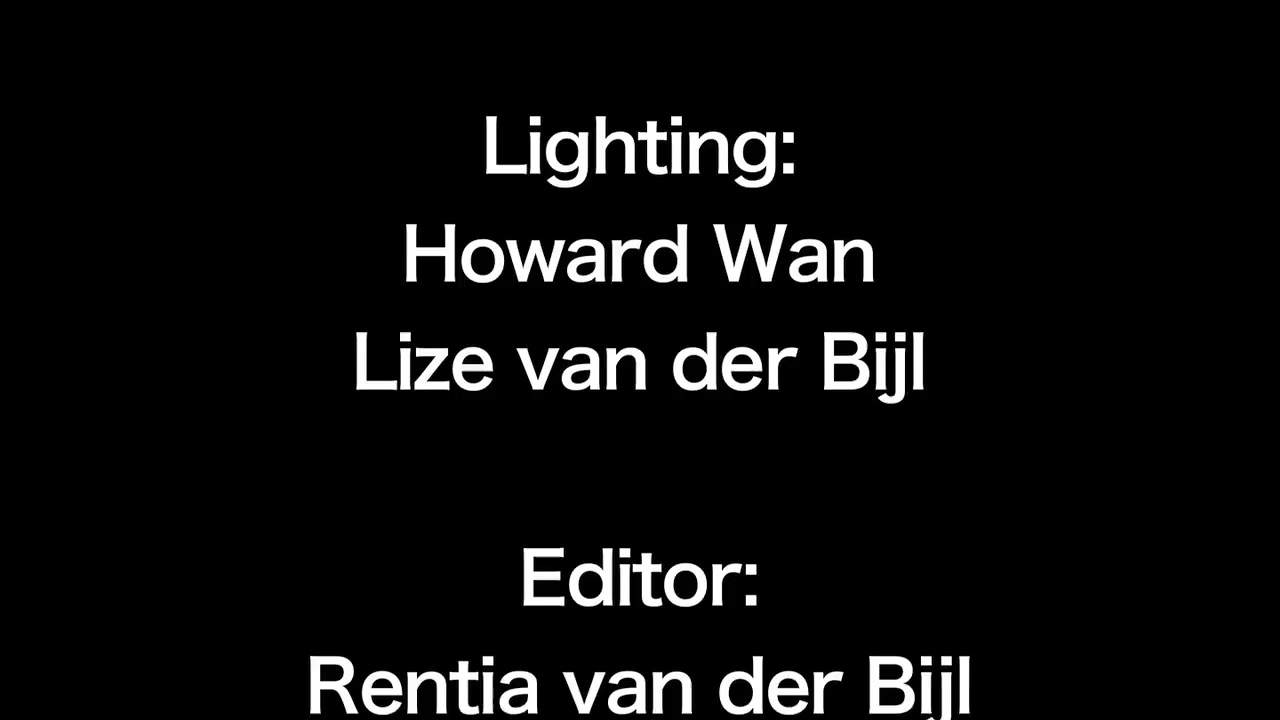 Lighting:
Howard Wan
Lize van der Bijl
Editor:
Rentia van der Bijl